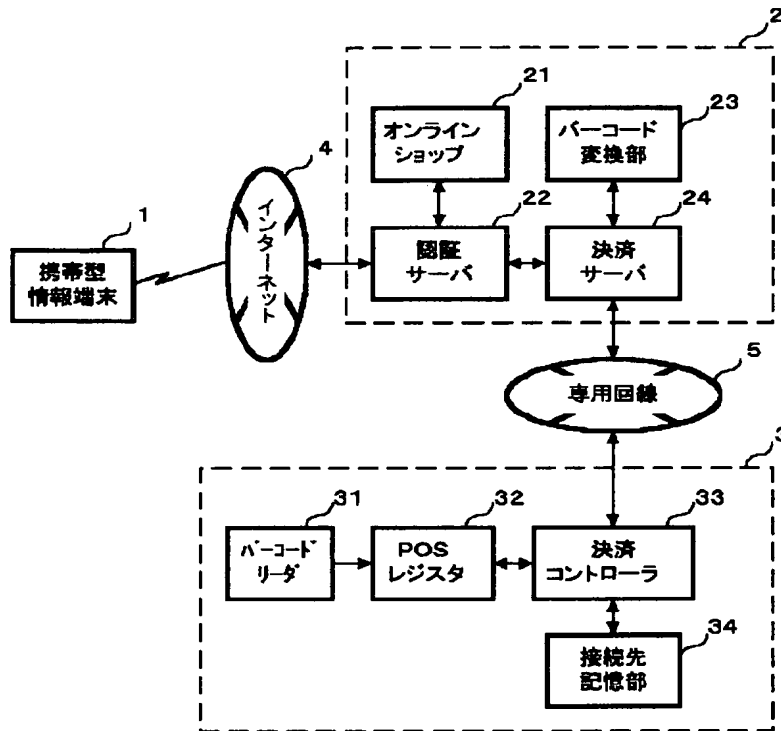 2
21
23
オンライン
ショップ
バーコード
変換部
4
22
24
1
インターネット
認証
サーバ
決済
サーバ
携帯型
情報端末
5
専用回線
3
31
32
33
バーコード
リーダ
POS
レジスタ
決済
コントローラ
34
接続先
記憶部